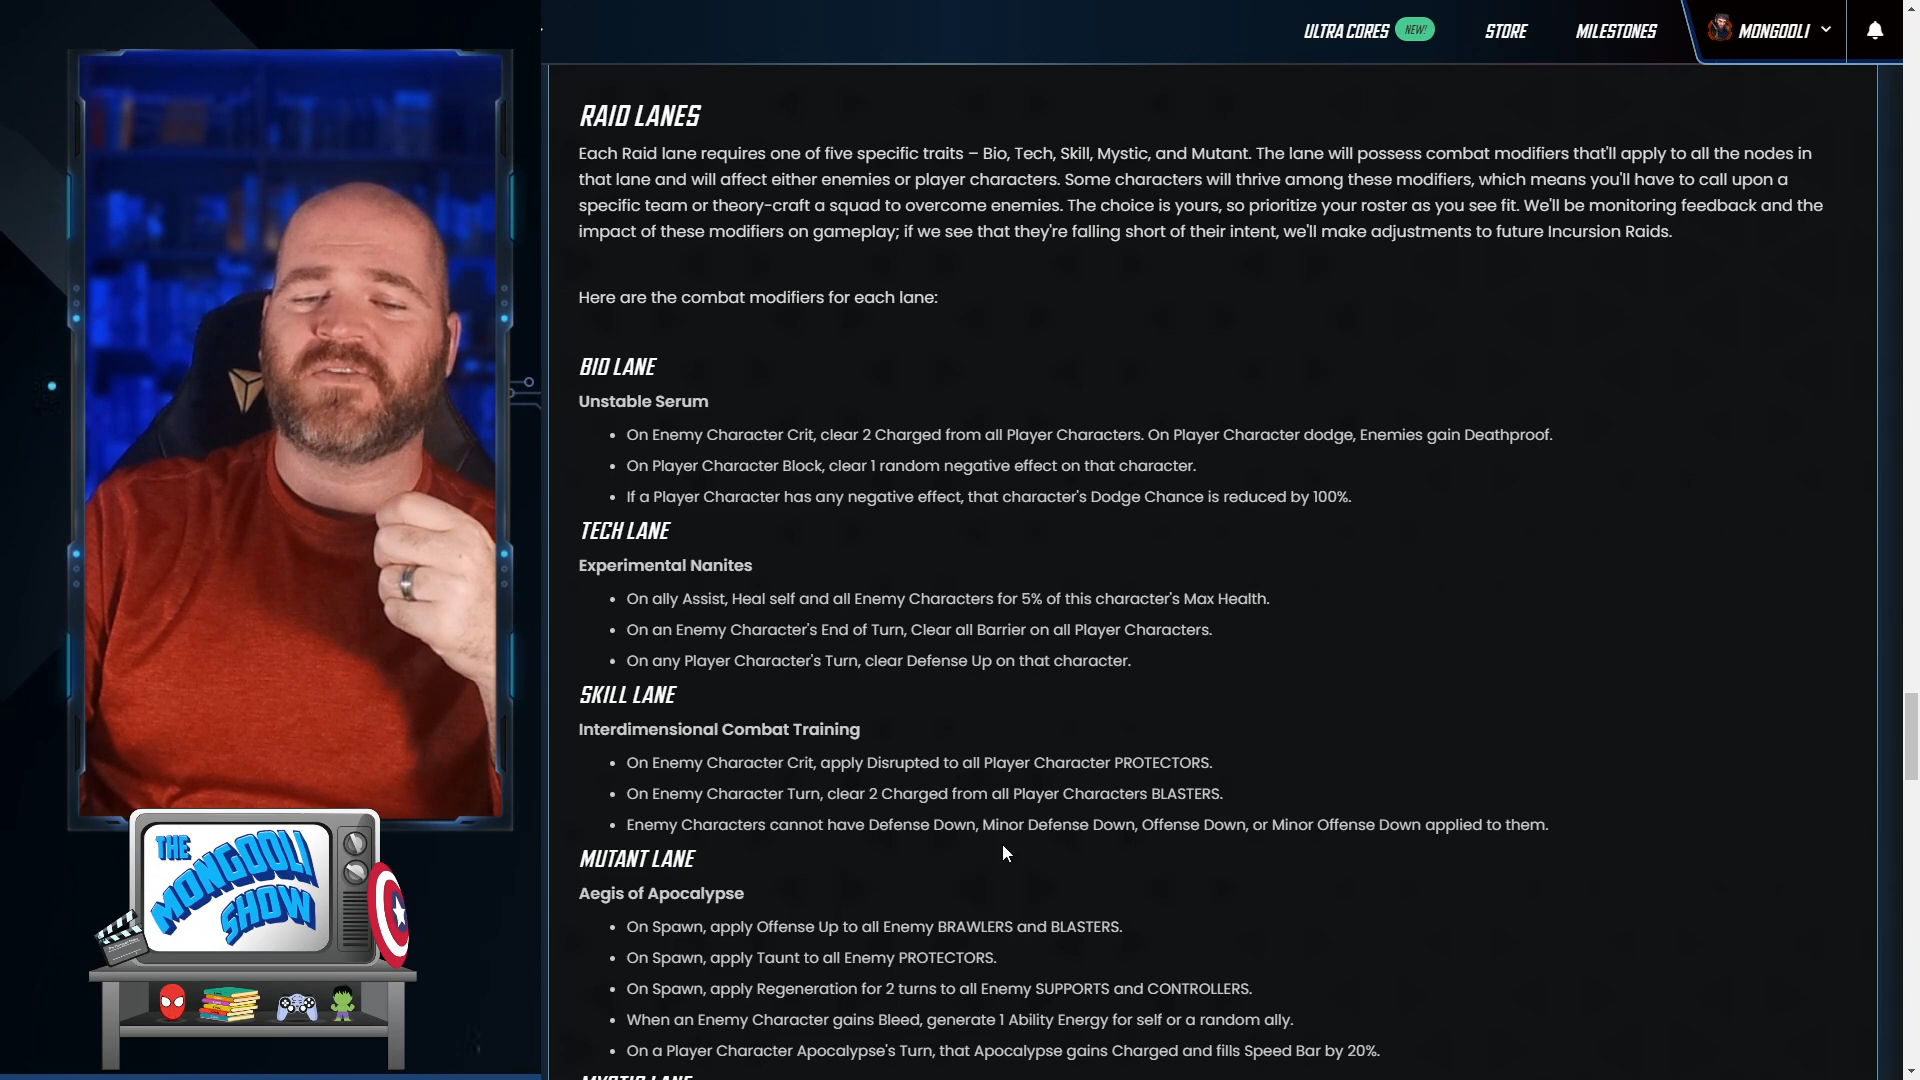 ULTRA CORES NEW! STORE MILESTONES MONGOOLI
RAID LANES
Each Raid lane requires one of five specific traits – Bio, Tech, Skill, Mystic, and Mutant. The lane will possess combat modifiers that'll apply to all the nodes in
that lane and will affect either enemies or player characters. Some characters will thrive among these modifiers, which means you'll have to call upon a
specific team or theory-craft a squad to overcome enemies. The choice is yours, so prioritize your roster as you see fit. We'll be monitoring feedback and the
impact of these modifiers on gameplay; if we see that they're falling short of their intent, we'll make adjustments to future Incursion Raids.
Here are the combat modifiers for each lane:
BIO LANE
Unstable Serum
• On Enemy Character Crit, clear 2 Charged from all Player Characters. On Player Character dodge, Enemies gain Deathproof.
• On Player Character Block, clear 1 random negative effect on that character.
• If a Player Character has any negative effect, that character's Dodge Chance is reduced by 100%.
TECH LANE
Experimental Nanites
• On ally Assist, Heal self and all Enemy Characters for 5% of this character's Max Health.
• On an Enemy Character's End of Turn, Clear all Barrier on all Player Characters.
• On any Player Character's Turn, clear Defense Up on that character.
SKILL LANE
Interdimensional Combat Training
• On Enemy Character Crit, apply Disrupted to all Player Character PROTECTORS.
• On Enemy Character Turn, clear 2 Charged from all Player Characters BLASTERS.
• Enemy Characters cannot have Defense Down, Minor Defense Down, Offense Down, or Minor Offense Down applied to them.
MUTANT LANE
Aegis of Apocalypse
• On Spawn, apply Offense Up to all Enemy BRAWLERS and BLASTERS.
• On Spawn, apply Taunt to all Enemy PROTECTORS.
• On Spawn, apply Regeneration for 2 turns to all Enemy SUPPORTS and CONTROLLERS.
• When an Enemy Character gains Bleed, generate 1 Ability Energy for self or a random ally.
• On a Player Character Apocalypse's Turn, that Apocalypse gains Charged and fills Speed Bar by 20%.
MYSTIC LANE
THE
MONGOOLI
SHOW